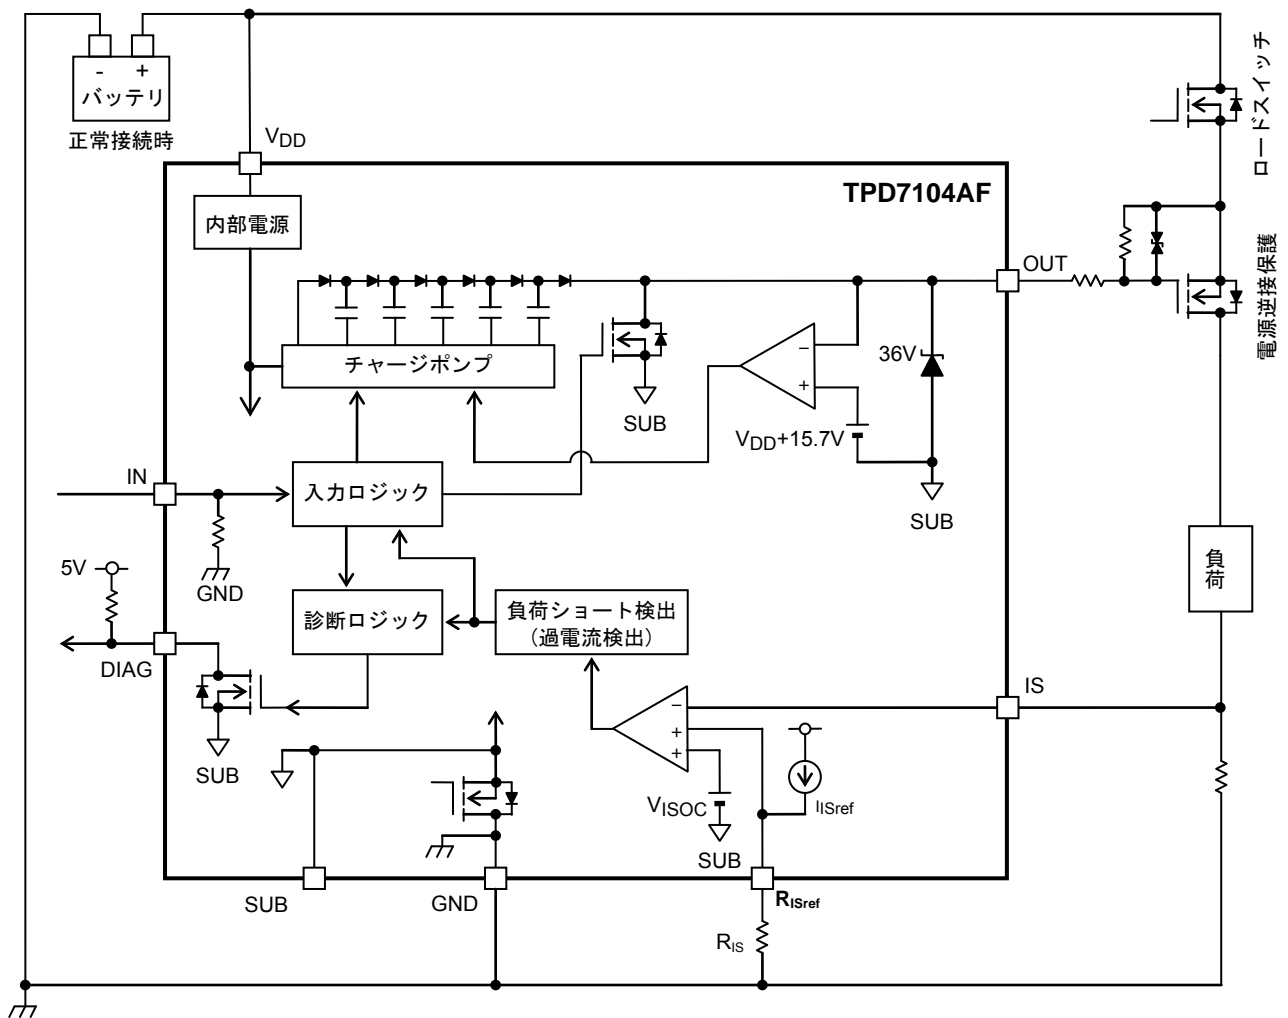 - +
バッテリ
正常接続時
VDD
TPD7104AF
内部電源
ロードスイッチ
OUT
電源逆接保護
チャージポンプ
SUB
−
+
36V
VDD+15.7V
SUB
IN
入力ロジック
GND
5V
診断ロジック
負荷ショート検出
(過電流検出)
負荷
DIAG
IS
SUB
−
+
+
VISOC
IISref
SUB
SUB
GND
RISref
RIS